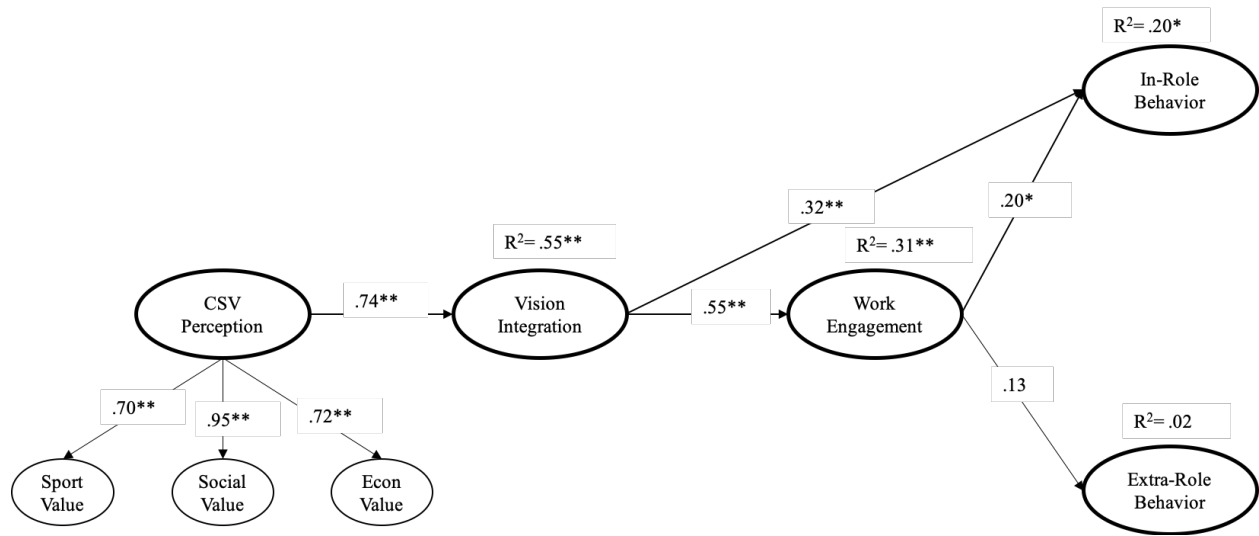 R²= .20*
In-Role
Behavior
.32**
.20*
R²= .55**
R²= .31**
CSV
Perception
.74**
Vision
Integration
.55**
Work
Engagement
.70**
.95**
.72**
.13
R²= .02
Sport
Value
Social
Value
Econ
Value
Extra-Role
Behavior